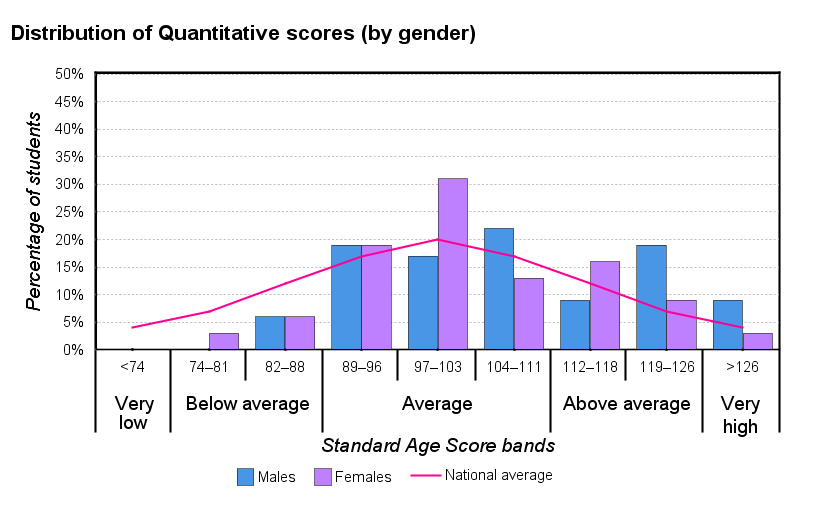 Distribution of Quantitative scores (by gender)
50%
45%
40%
35%
30%
25%
20%
15%
10%
5%
0%
Percentage of students
<74 74–81 82–88 89–96 97–103 104–111 112–118 119–126 >126
Very low Below average Average Above average Very high
Standard Age Score bands
Males Females National average